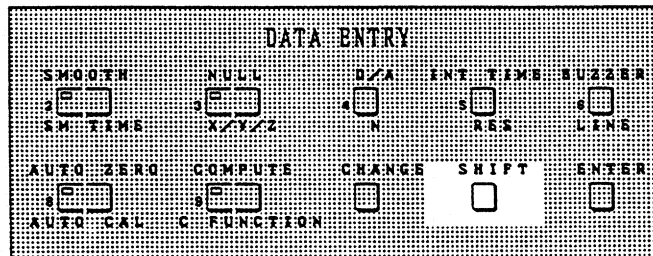 DATA ENTRY
SMOOTH NULL D/A INT TIME BUZZER
2 3 4 5 6
SM TIME X/Y/Z N RES LINE
AUTO ZERO COMPUTE CHANGE SHIFT ENTER
8 9
AUTO CAL C FUNCTION